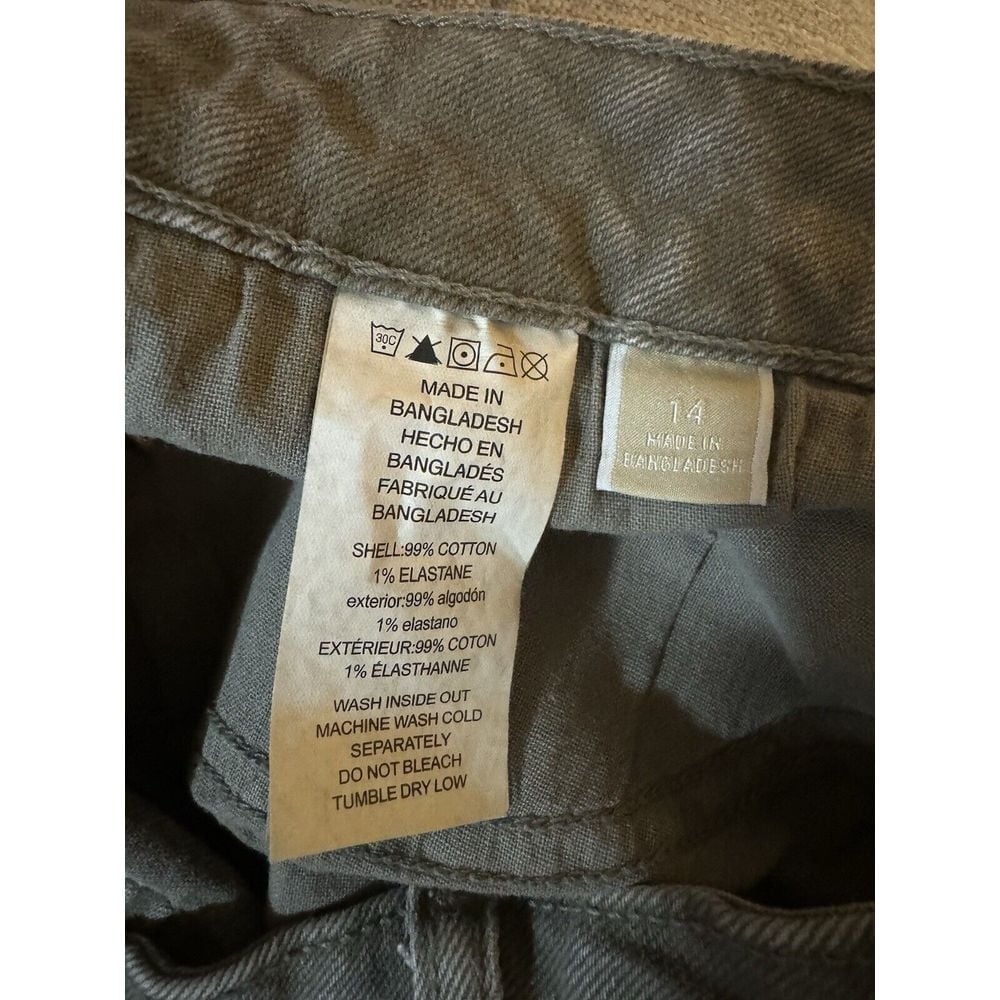 30C
MADE IN
BANGLADESH
HECHO EN
BANGLADÉS
FABRIQUÉ AU
BANGLADESH
SHELL:99% COTTON
1% ELASTANE
exterior:99% algodón
1% elastano
EXTÉRIEUR:99% COTON
1% ÉLASTHANNE
WASH INSIDE OUT
MACHINE WASH COLD
SEPARATELY
DO NOT BLEACH
TUMBLE DRY LOW
14
MADE IN
BANGLADESH